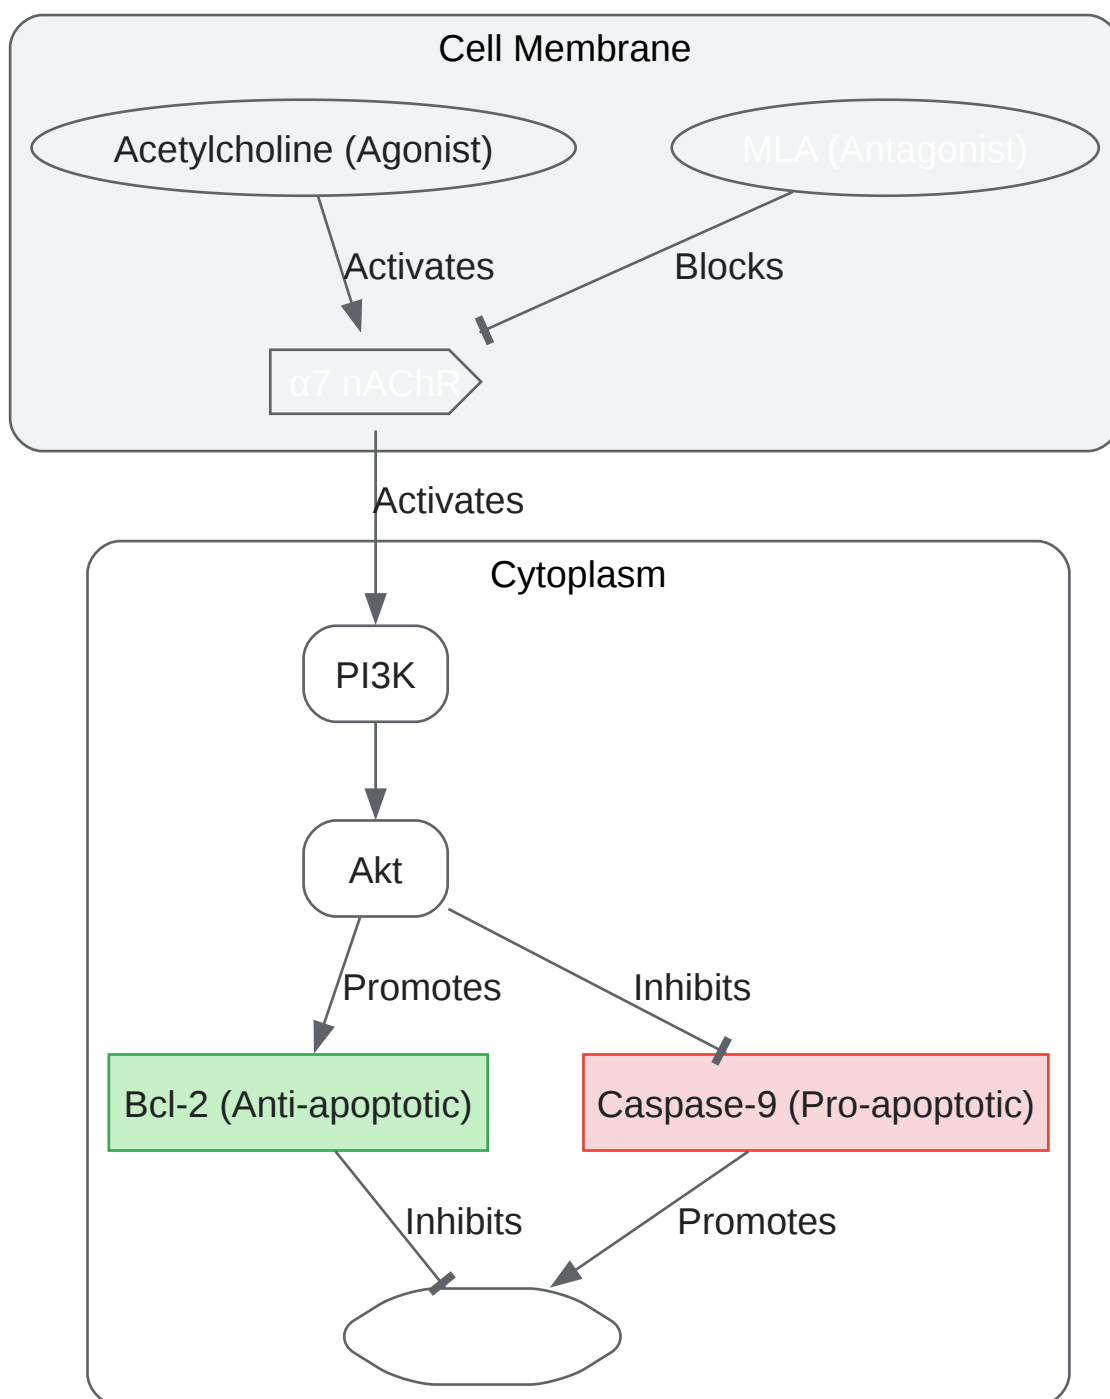 Cell Membrane
Acetylcholine (Agonist)
MLA (Antagonist)
Activates
Blocks
α7 nAChR
Activates
Cytoplasm
PI3K
Akt
Promotes
Inhibits
Bcl-2 (Anti-apoptotic)
Caspase-9 (Pro-apoptotic)
Inhibits
Promotes